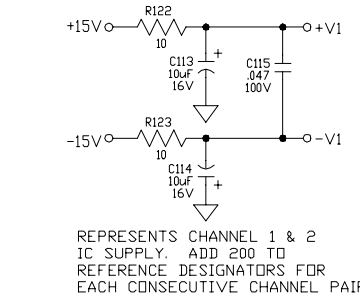 R122
+15V
+V1
10
+
C113
10uF
16V
C115
.047
100V
R123
-15V
-V1
10
C114
10uF
16V
+
REPRESENTS CHANNEL 1 & 2
IC SUPPLY. ADD 200 TO
REFERENCE DESIGNATORS FOR
EACH CONSECUTIVE CHANNEL PAIR